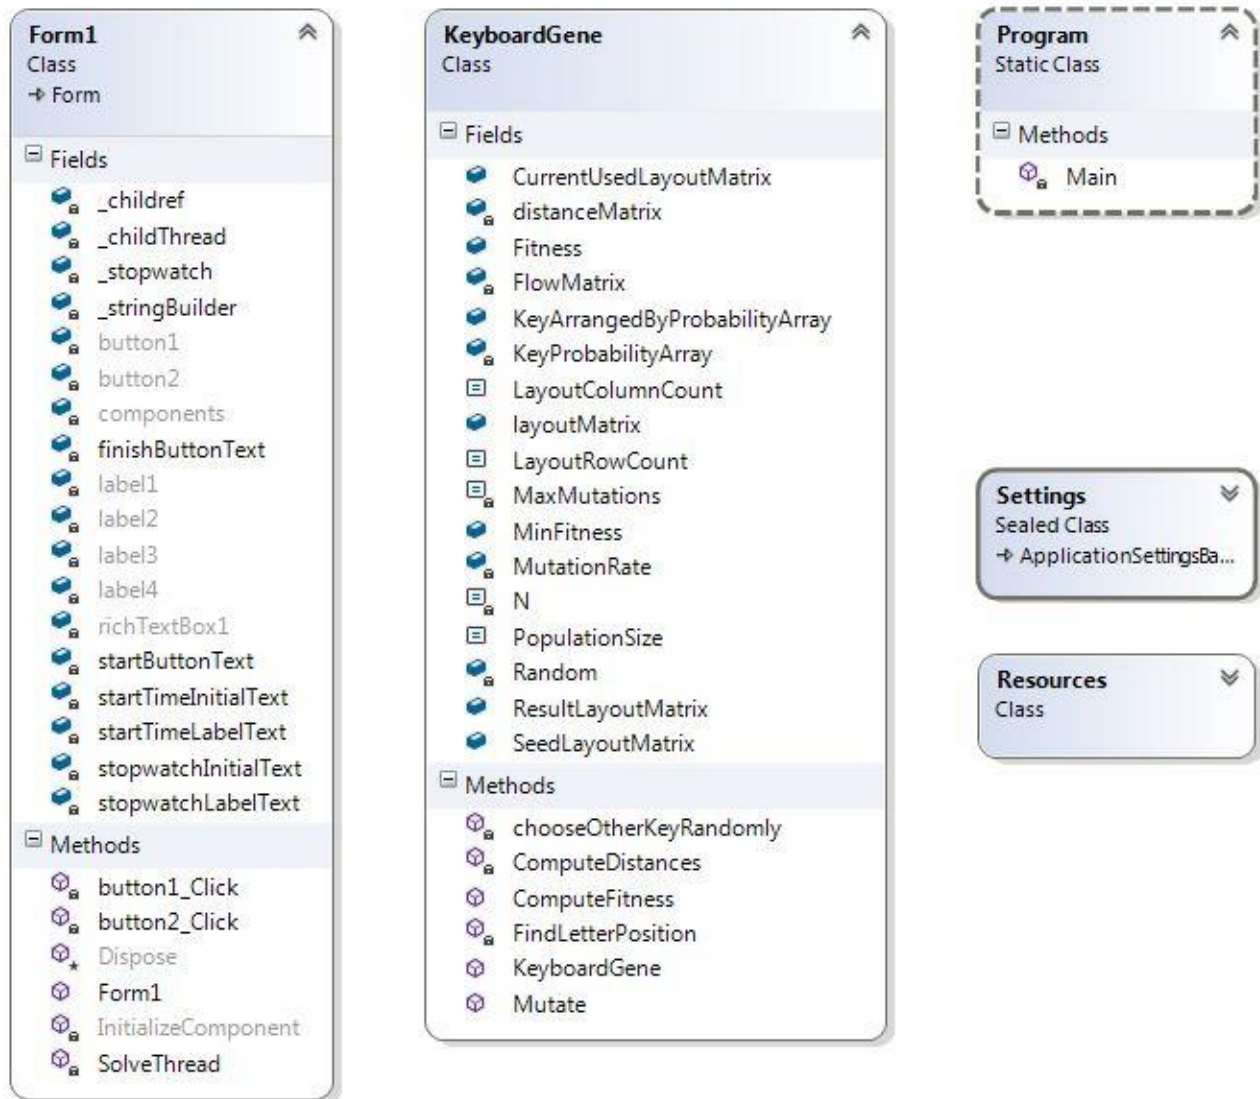 Form1
Class
Form
Fields
_childref
_childThread
_stopwatch
_stringBuilder
button1
button2
components
finishButtonText
label1
label2
label3
label4
richTextBox1
startButtonText
startTimeInitialText
startTimeLabelText
stopwatchInitialText
stopwatchLabelText
Methods
button1_Click
button2_Click
Dispose
Form1
InitializeComponent
SolveThread
KeyboardGene
Class
Fields
CurrentUsedLayoutMatrix
distanceMatrix
Fitness
FlowMatrix
KeyArrangedByProbabilityArray
KeyProbabilityArray
LayoutColumnCount
layoutMatrix
LayoutRowCount
MaxMutations
MinFitness
MutationRate
N
PopulationSize
Random
ResultLayoutMatrix
SeedLayoutMatrix
Methods
chooseOtherKeyRandomly
ComputeDistances
ComputeFitness
FindLetterPosition
KeyboardGene
Mutate
Program
Static Class
Methods
Main
Settings
Sealed Class
ApplicationSettingsBa...
Resources
Class